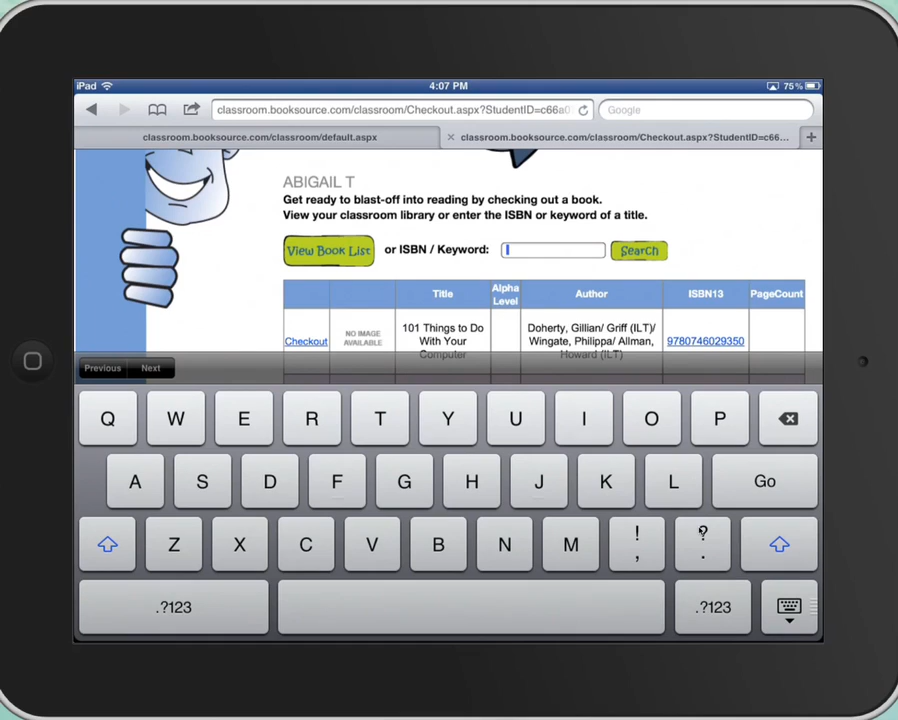 iPad 4:07 PM 75%
classroom.booksource.com/classroom/Checkout.aspx?StudentID=c66a0 Google
classroom.booksource.com/classroom/default.aspx classroom.booksource.com/classroom/Checkout.aspx?StudentID=c66...
ABIGAIL T
Get ready to blast-off into reading by checking out a book.
View your classroom library or enter the ISBN or keyword of a title.
View Book List or ISBN / Keyword: Search
Title Alpha Level Author ISBN13 PageCount
Checkout NO IMAGE AVAILABLE 101 Things to Do With Your Computer Doherty, Gillian/ Griff (ILT)/ Wingate, Philippa/ Allman, Howard (ILT) 9780746029350
Previous Next
Q W E R T Y U I O P
A S D F G H J K L Go
Z X C V B N M ! , ? .
.?123 .?123